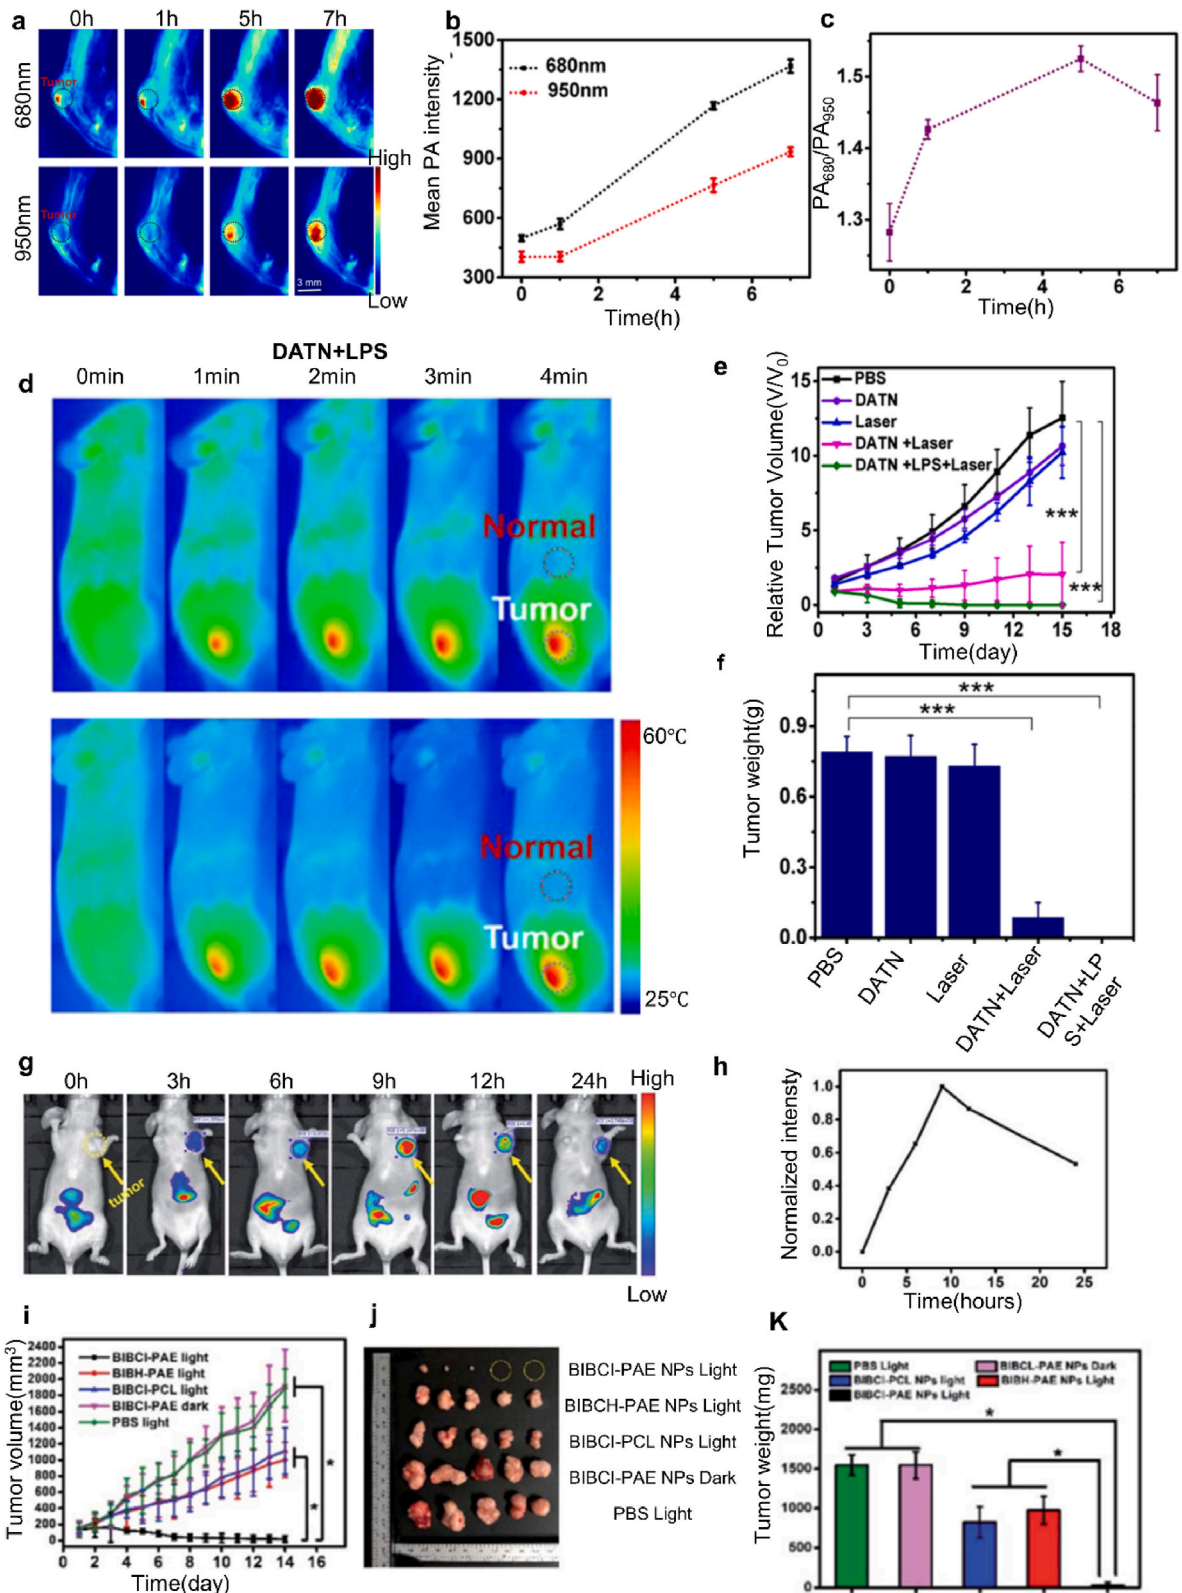 a
0h 1h 5h 7h
680nm
Tumor
950nm
Tumor
3 mm
High
Low
b
Mean PA intensity
1500
1200
900
600
300
680nm
950nm
0 2 4 6
Time(h)
c
PA680/PA950
1.5
1.4
1.3
0 2 4 6
Time(h)
d
DATN+LPS
0min 1min 2min 3min 4min
Normal
Tumor
Normal
Tumor
60°C
25°C
e
Relative Tumor Volume(V/V0)
15
10
5
0
PBS
DATN
Laser
DATN +Laser
DATN +LPS+Laser
***
***
0 3 6 9 12 15 18
Time(day)
f
Tumor weight(g)
0.9
0.6
0.3
0.0
***
***
PBS
DATN
Laser
DATN+Laser
DATN+LP
S+Laser
g
0h 3h 6h 9h 12h 24h
tumor
High
Low
h
Normalized intensty
1.0
0.8
0.6
0.4
0.2
0.0
0 5 10 15 20 25
Time(hours)
i
Tumor volume(mm3)
2400
2200
2000
1800
1600
1400
1200
1000
800
600
400
200
0
BIBCI-PAE light
BIBH-PAE light
BIBCI-PCL light
BIBCI-PAE dark
PBS light
*
*
0 2 4 6 8 10 12 14 16
Time(day)
j
BIBCI-PAE NPs Light
BIBCH-PAE NPs Light
BIBCI-PCL NPs Light
BIBCI-PAE NPs Dark
PBS Light
K
Tumor weight(mg)
2500
2000
1500
1000
500
0
PBS Light
BIBCL-PAE NPs Dark
BIBCI-PCL NPs light
BIBH-PAE NPs Light
BIBCI-PAE NPs Light
*
*